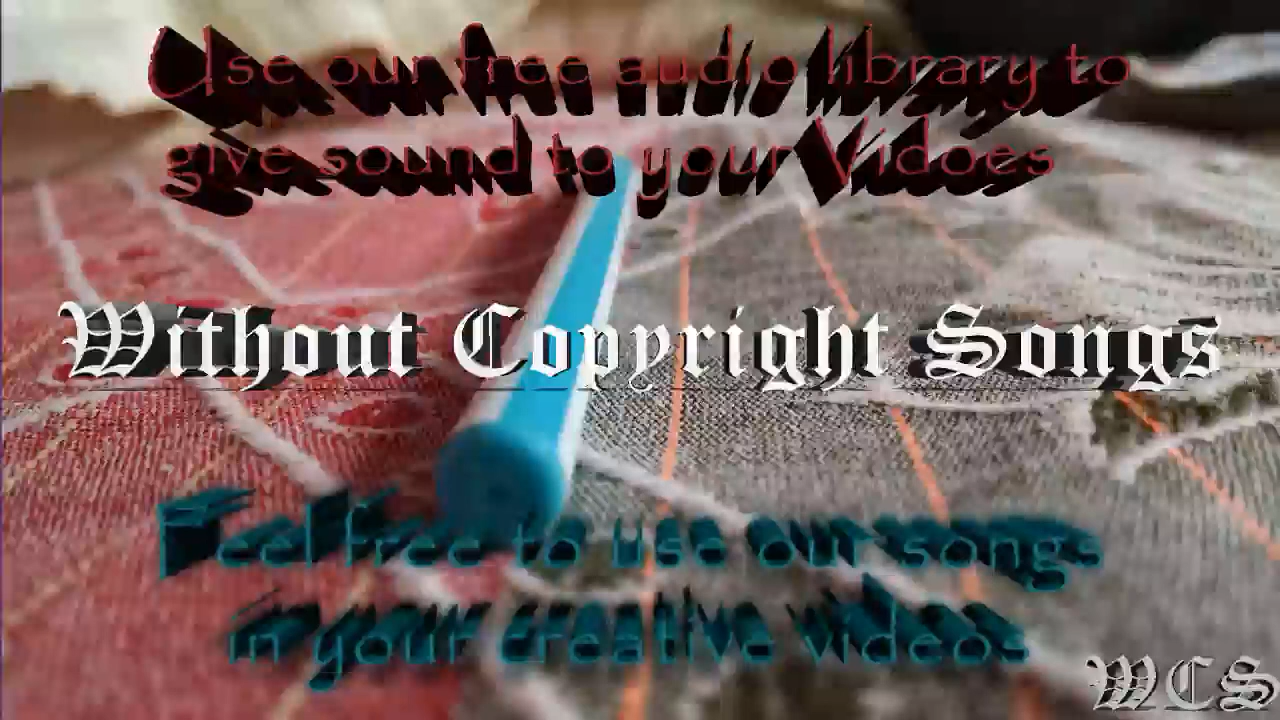 Use our free audio library to
give sound to your Vidoes
Without Copyright Songs
Feel free to use our songs
in your creative videos
WCS